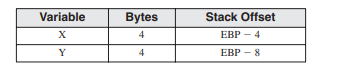 Variable Bytes Stack Offset
X 4 EBP − 4
Y 4 EBP − 8